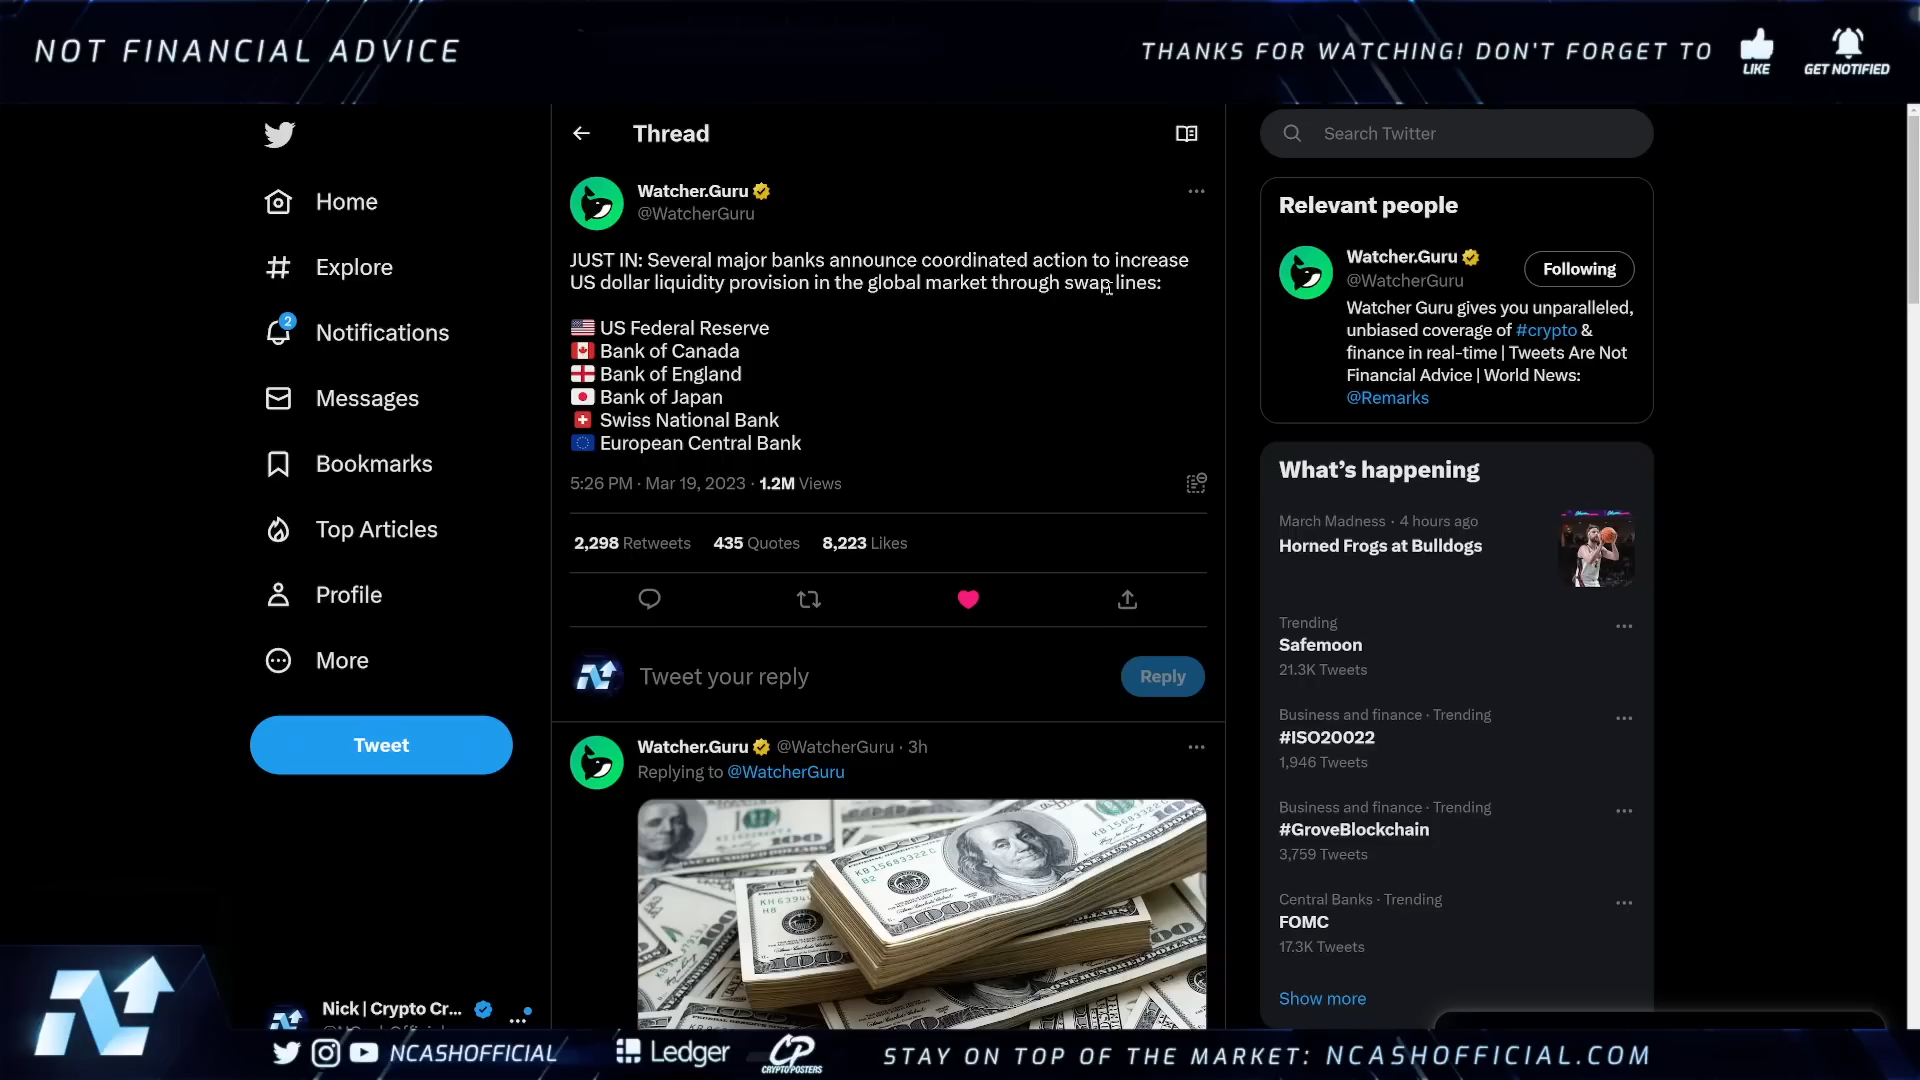 NOT FINANCIAL ADVICE
THANKS FOR WATCHING! DON'T FORGET TO
LIKE
GET NOTIFIED
Home
Explore
2
Notifications
Messages
Bookmarks
Top Articles
Profile
More
Tweet
Nick | Crypto Cr...
Thread
Watcher.Guru
@WatcherGuru
JUST IN: Several major banks announce coordinated action to increase
US dollar liquidity provision in the global market through swap lines:
US Federal Reserve
Bank of Canada
Bank of England
Bank of Japan
Swiss National Bank
European Central Bank
5:26 PM · Mar 19, 2023 · 1.2M Views
2,298 Retweets 435 Quotes 8,223 Likes
Tweet your reply
Reply
Watcher.Guru @WatcherGuru · 3h
Replying to @WatcherGuru
Search Twitter
Relevant people
Watcher.Guru
@WatcherGuru
Following
Watcher Guru gives you unparalleled,
unbiased coverage of #crypto &
finance in real-time | Tweets Are Not
Financial Advice | World News:
@Remarks
What's happening
March Madness · 4 hours ago
Horned Frogs at Bulldogs
Trending
Safemoon
21.3K Tweets
Business and finance · Trending
#ISO20022
1,946 Tweets
Business and finance · Trending
#GroveBlockchain
3,759 Tweets
Central Banks · Trending
FOMC
17.3K Tweets
Show more
NCASHOFFICIAL
Ledger
CP
CRYPTOPOSTERS
STAY ON TOP OF THE MARKET: NCASHOFFICIAL.COM